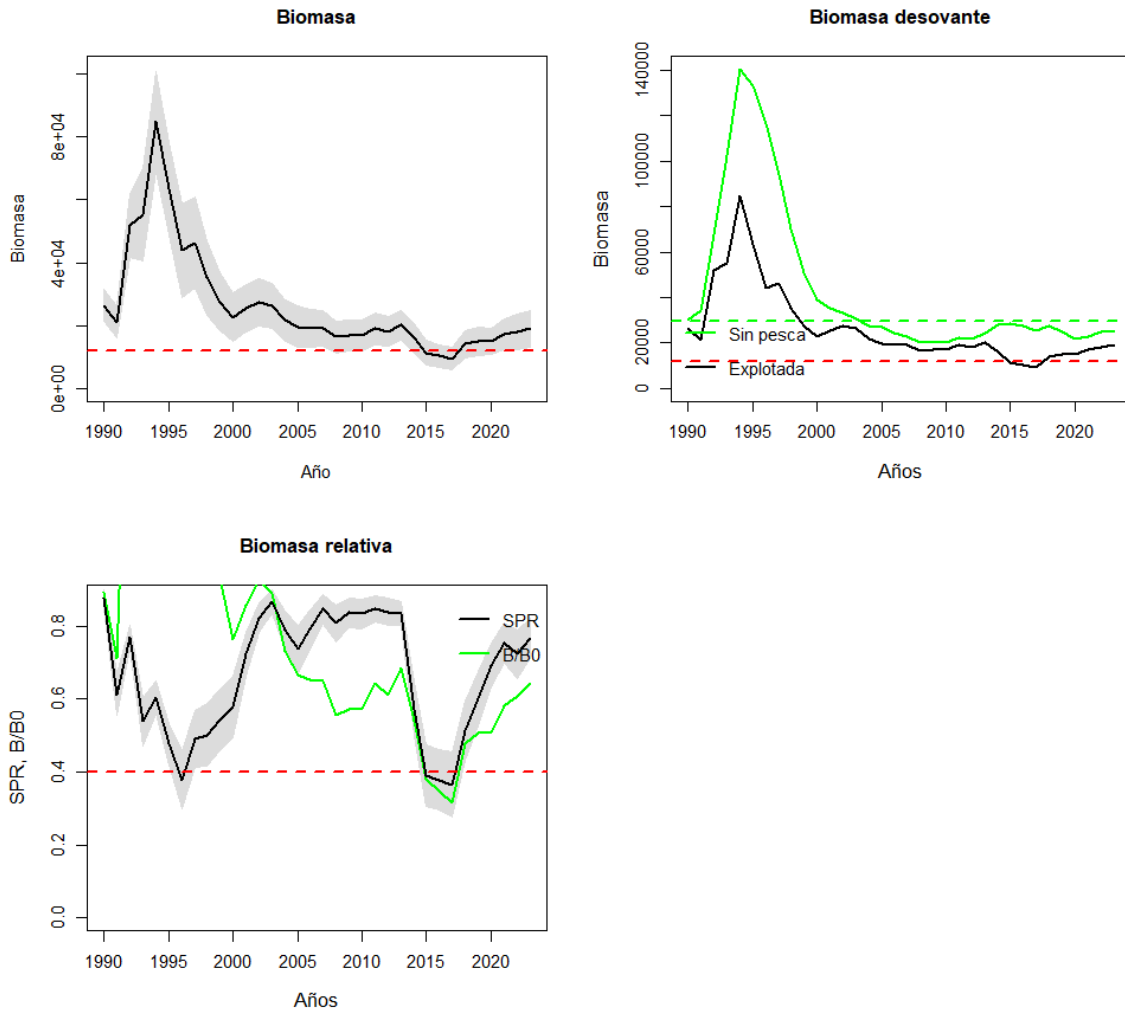 Biomasa
Biomasa
0e+00
4e+04
8e+04
1990
1995
2000
2005
2010
2015
2020
Año
Biomasa desovante
Biomasa
0
20000
60000
100000
140000
Sin pesca
Explotada
1990
1995
2000
2005
2010
2015
2020
Años
Biomasa relativa
SPR, B/B0
0.0
0.2
0.4
0.6
0.8
SPR
B/B0
1990
1995
2000
2005
2010
2015
2020
Años